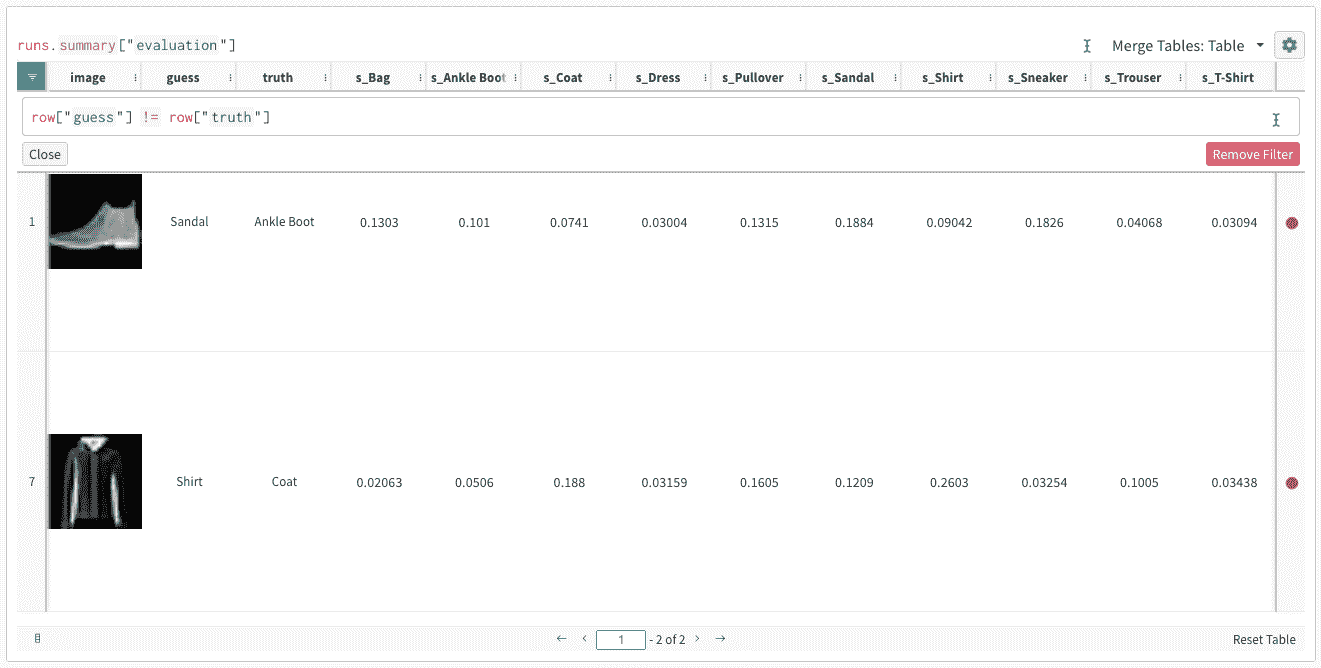 runs.summary["evaluation"]
Merge Tables: Table
image guess truth s_Bag s_Ankle Boot s_Coat s_Dress s_Pullover s_Sandal s_Shirt s_Sneaker s_Trouser s_T-Shirt
row["guess"] != row["truth"]
Close Remove Filter
1 Sandal Ankle Boot 0.1303 0.101 0.0741 0.03004 0.1315 0.1884 0.09042 0.1826 0.04068 0.03094
7 Shirt Coat 0.02063 0.0506 0.188 0.03159 0.1605 0.1209 0.2603 0.03254 0.1005 0.03438
1 - 2 of 2 Reset Table